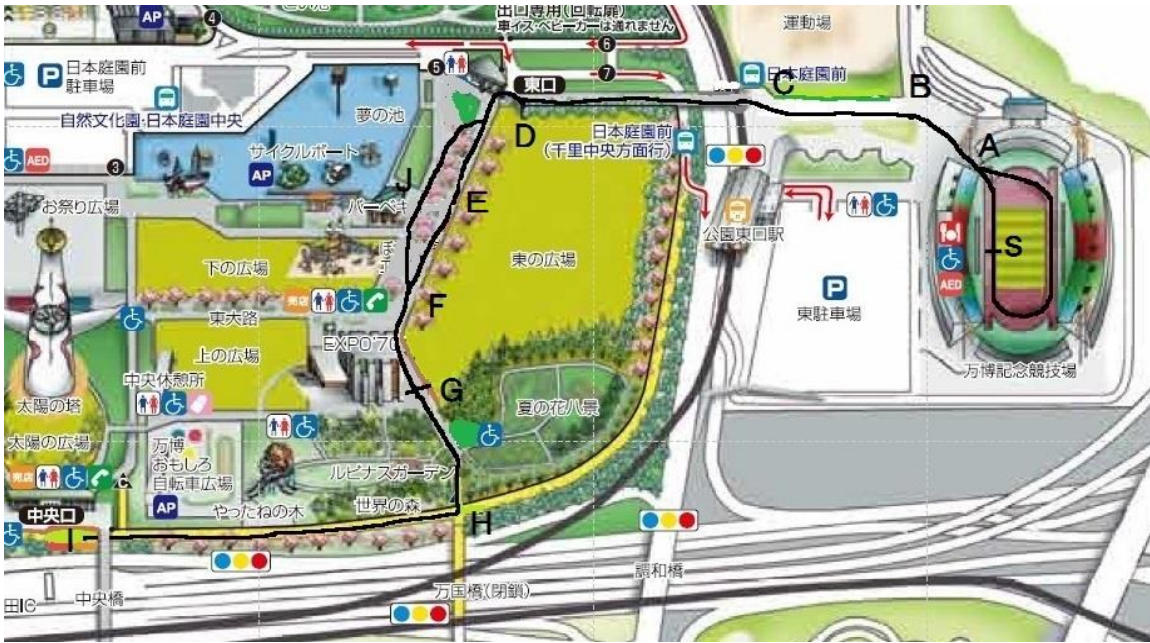 AP
4
出口専用(回転扉)
車イス・ベビーカーは通れません
6
運動場
P
日本庭園前
駐車場
5
東口
7
日本庭園前
C
B
自然文化園・日本庭園中央
夢の池
D
日本庭園前
(千里中央方面行)
A
サイクルボート
AP
AED
3
J
お祭り広場
バーベキ
E
公園東口駅
S
下の広場
東の広場
AED
P
東駐車場
売店
F
東大路
EXPO'70
上の広場
中央休憩所
G
万博記念競技場
太陽の塔
夏の花八景
太陽の広場
万博
おもしろ
自転車広場
ルピナスガーデン
売店
AP
やったねの木
世界の森
中央口
H
調和橋
中央橋
万国橋(閉鎖)
田IC